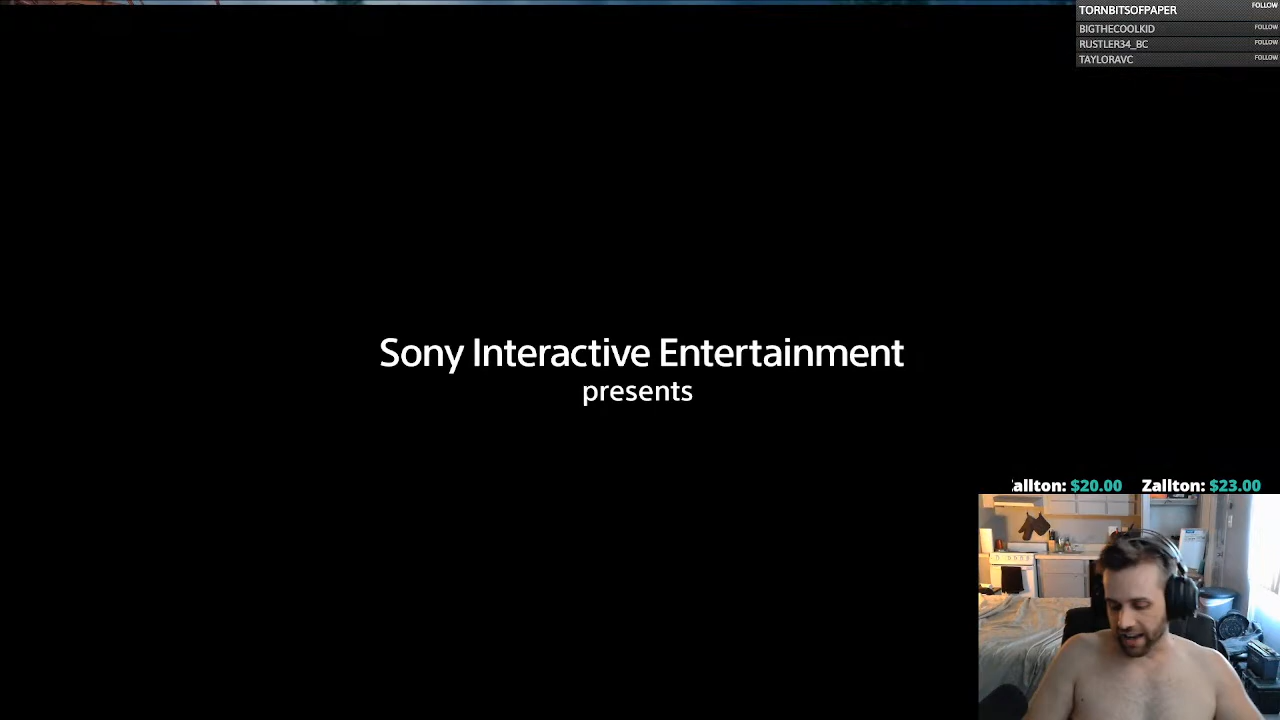 TORNBITSOFPAPER FOLLOW
BIGTHECOOLKID FOLLOW
RUSTLER34_BC FOLLOW
TAYLORAVC FOLLOW
Sony Interactive Entertainment
presents
allton: $20.00 Zallton: $23.00